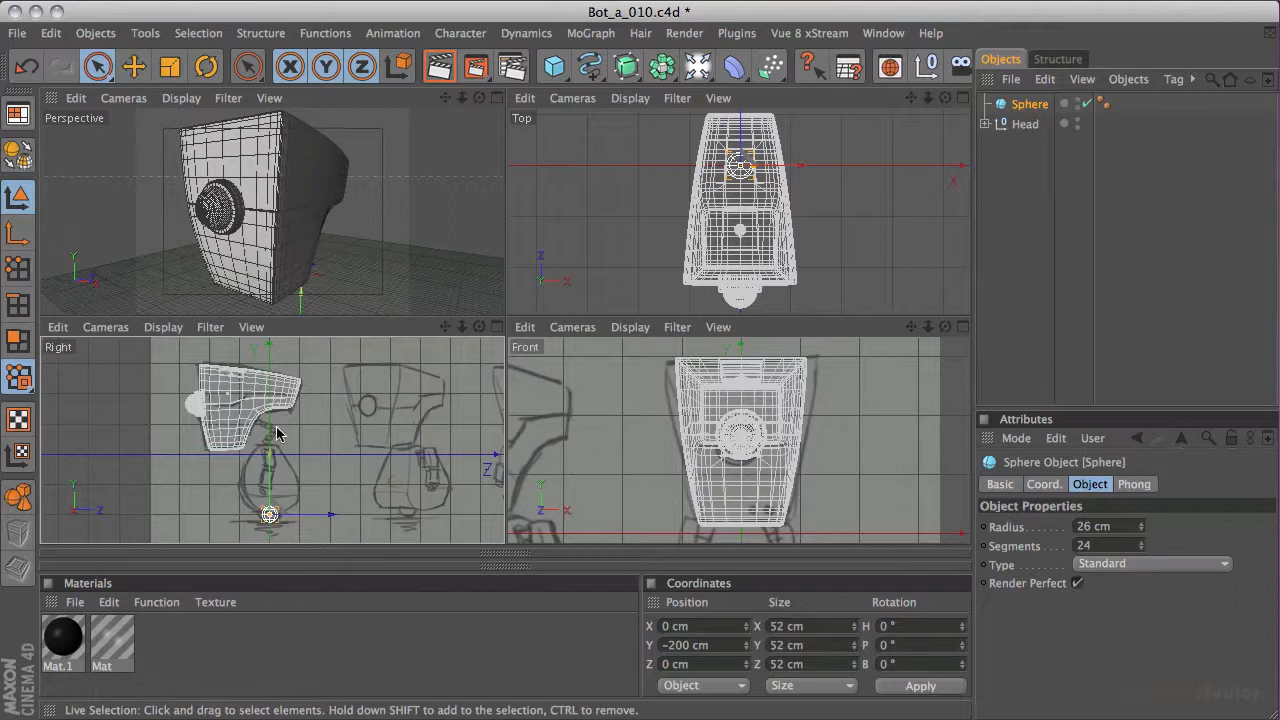 Bot_a_010.c4d *
File Edit Objects Tools Selection Structure Functions Animation Character Dynamics MoGraph Hair Render Plugins Vue 8 xStream Window Help
X Y Z
Objects Structure
File Edit View Objects Tag
Sphere
Head
Edit Cameras Display Filter View
Perspective
Y
X
Edit Cameras Display Filter View
Top
X
Z
Y X
Edit Cameras Display Filter View
Right
Y
Z
Y Z
Edit Cameras Display Filter View
Front
Y
Y
Z X
Attributes
Mode Edit User
Sphere Object [Sphere]
Basic Coord. Object Phong
Object Properties
Radius 26 cm
Segments 24
Type Standard
Render Perfect
Materials
File Edit Function Texture
Mat.1 Mat
Coordinates
Position Size Rotation
X 0 cm X 52 cm H 0 °
Y -200 cm Y 52 cm P 0 °
Z 0 cm Z 52 cm B 0 °
Object Size Apply
MAXON
CINEMA 4D
Live Selection: Click and drag to select elements. Hold down SHIFT to add to the selection, CTRL to remove.